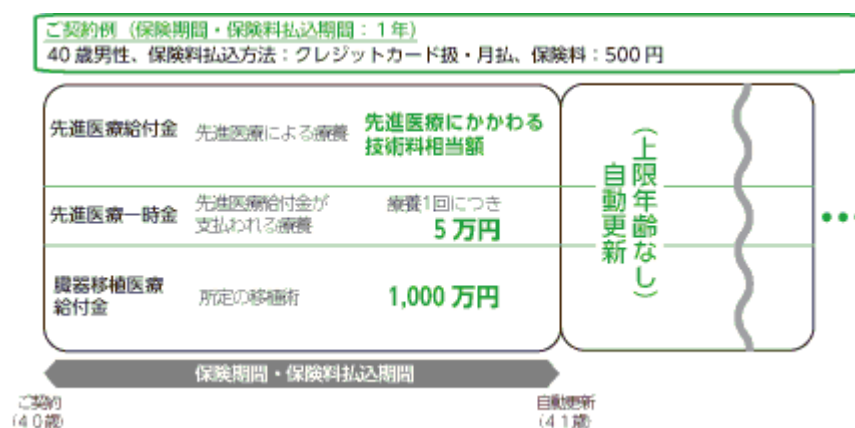 ご契約例(保険期間・保険料払込期間：1年)
40歳男性、保険料払込方法：クレジットカード扱・月払、保険料：500円
先進医療給付金
先進医療による療養
先進医療にかかわる
技術料相当額
先進医療一時金
先進医療給付金が
支払われる療養
療養1回につき
5万円
臓器移植医療
給付金
所定の移植術
1,000万円
自動更新
(上限年齢なし)
•••
保険期間・保険料払込期間
ご契約
(40歳)
自動更新
(41歳)